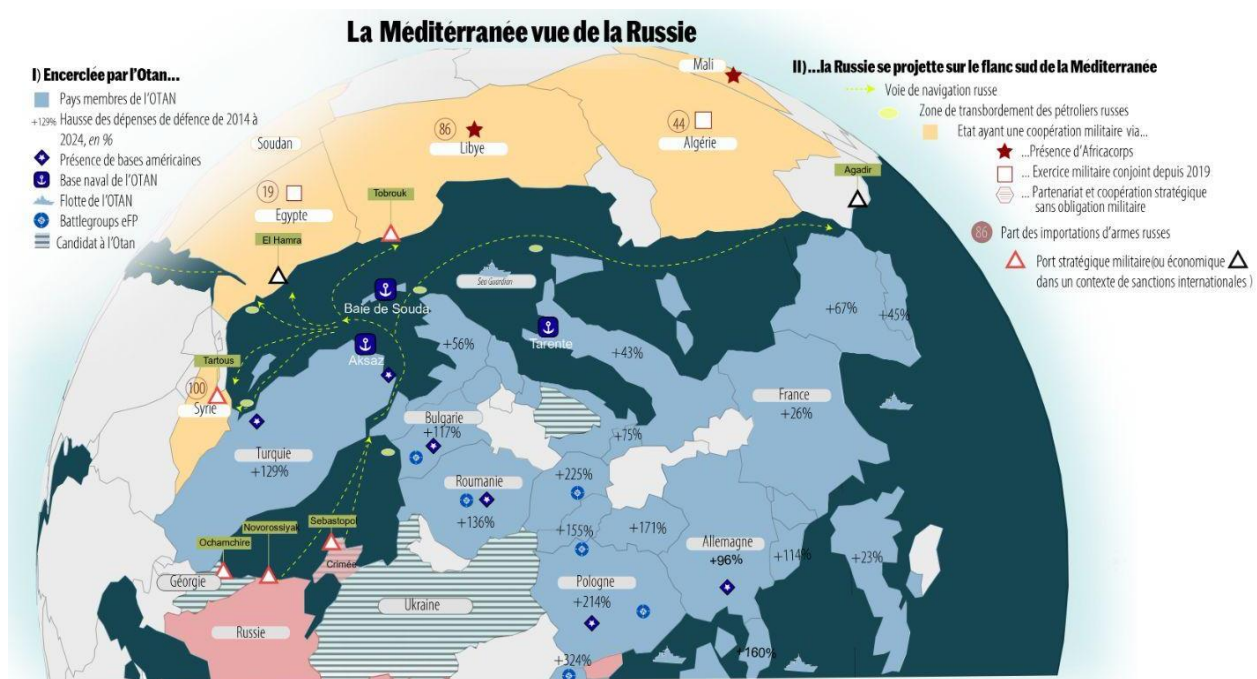 La Méditérranée vue de la Russie
I) Encerclée par l'Otan...
Pays membres de l'OTAN
+129% Hausse des dépenses de défence de 2014 à
2024, en %
Présence de bases américaines
Base naval de l'OTAN
Flotte de l'OTAN
Battlegroups eFP
Candidat à l'Otan
II) ...la Russie se projette sur le flanc sud de la Méditerranée
Voie de navigation russe
Zone de transbordement des pétroliers russes
Etat ayant une coopération militaire via...
...Présence d'Africacorps
... Exercice militaire conjoint depuis 2019
... Partenariat et coopération stratégique
sans obligation militaire
86 Part des importations d'armes russes
Port stratégique militaire(ou économique
dans un contexte de sanctions internationales )
Mali
Soudan
86
Libye
44
Algérie
19
Egypte
Tobrouk
Agadir
El Hamra
Sea Guardian
Baie de Souda
Aksaz
Tarente
+67%
+45%
+56%
+43%
Tartous
100
Syrie
France
+26%
Bulgarie
+117%
+75%
Turquie
+129%
Roumanie
+136%
+225%
+155%
+171%
Allemagne
+96%
+114%
+23%
Sebastopol
Novorossiyak
Ochamchire
Crimée
Géorgie
Pologne
+214%
Ukraine
Russie
+324%
+160%